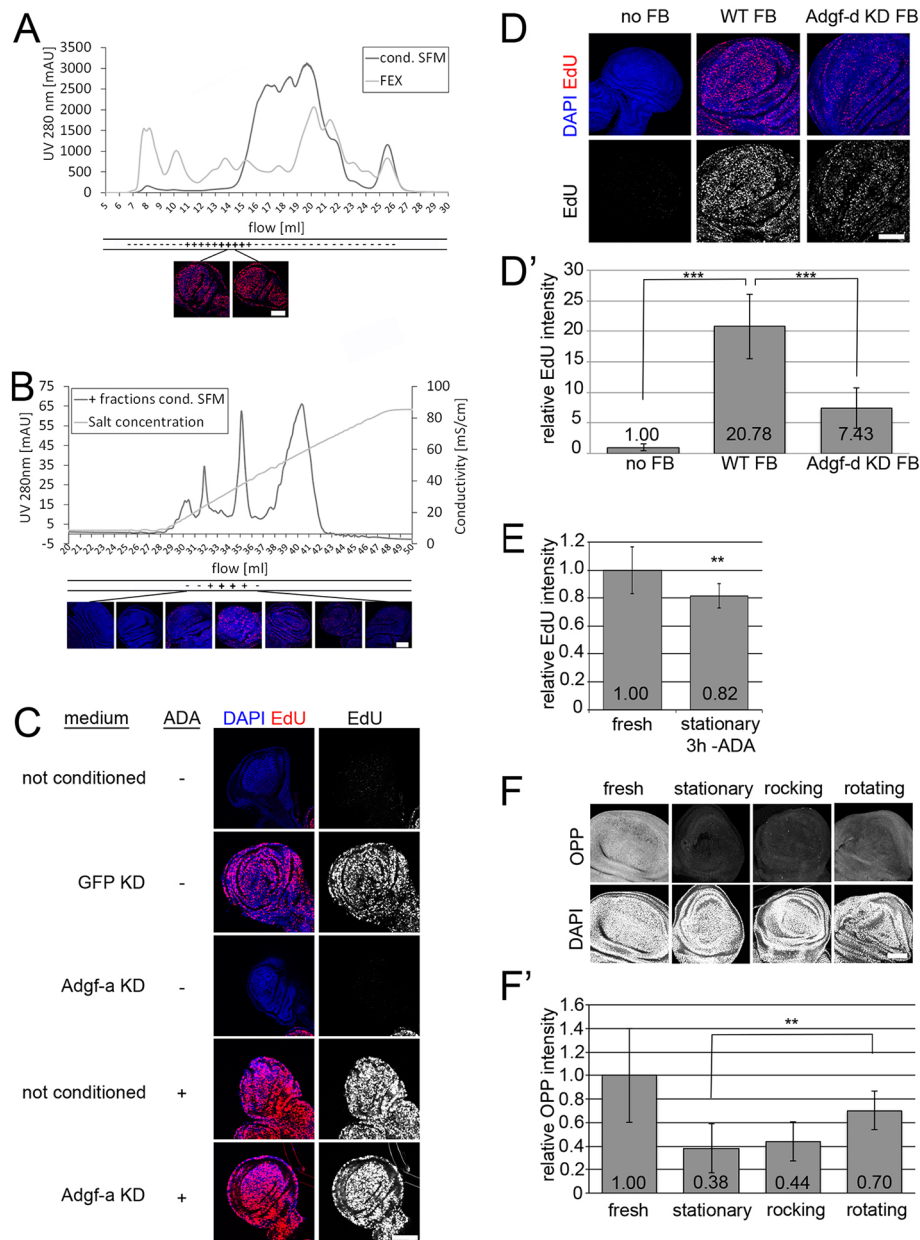 A
UV 280 nm [mAU]
3500
3000
2500
2000
1500
1000
500
0
cond. SFM
FEX
5 6 7 8 9 10 11 12 13 14 15 16 17 18 19 20 21 22 23 24 25 26 27 28 29 30
flow [ml]
B
UV 280nm [mAU]
75
65
55
45
35
25
15
5
-5
+ fractions cond. SFM
Salt concentration
100
80
60
40
20
0
Conductivity [mS/cm]
20 21 22 23 24 25 26 27 28 29 30 31 32 33 34 35 36 37 38 39 40 41 42 43 44 45 46 47 48 49 50
flow [ml]
- - + + + + -
C
medium ADA DAPI EdU EdU
not conditioned -
GFP KD -
Adgf-a KD -
not conditioned +
Adgf-a KD +
D
no FB WT FB Adgf-d KD FB
DAPI EdU
EdU
D'
relative EdU intensity
30
25
20
15
10
5
0
*** ***
1.00 20.78 7.43
no FB WT FB Adgf-d KD FB
E
relative EdU intensity
1.2
1.0
0.8
0.6
0.4
0.2
0
**
1.00 0.82
fresh stationary
3h -ADA
F
fresh stationary rocking rotating
OPP
DAPI
F'
relative OPP intensity
1.6
1.4
1.2
1.0
0.8
0.6
0.4
0.2
0
**
1.00 0.38 0.44 0.70
fresh stationary rocking rotating